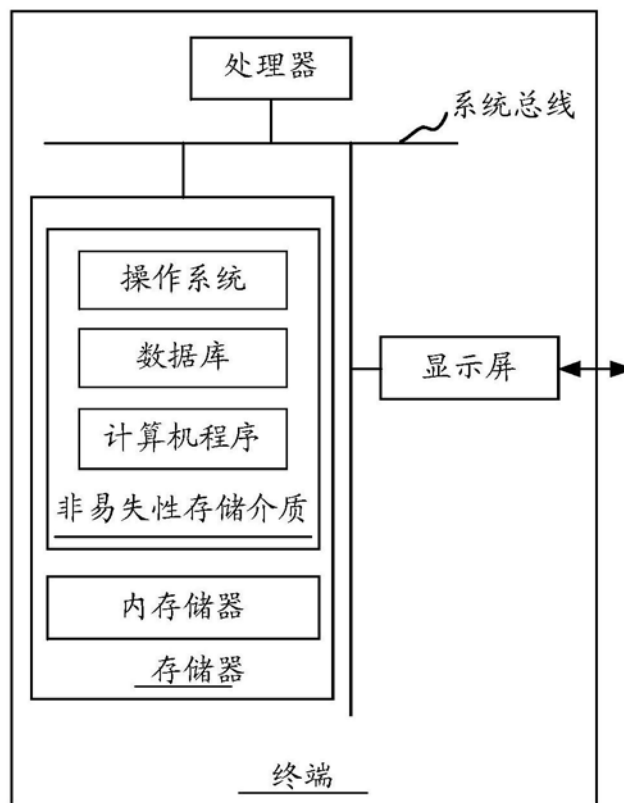 处理器
系统总线
操作系统
数据库
显示屏
计算机程序
非易失性存储介质
内存储器
存储器
终端